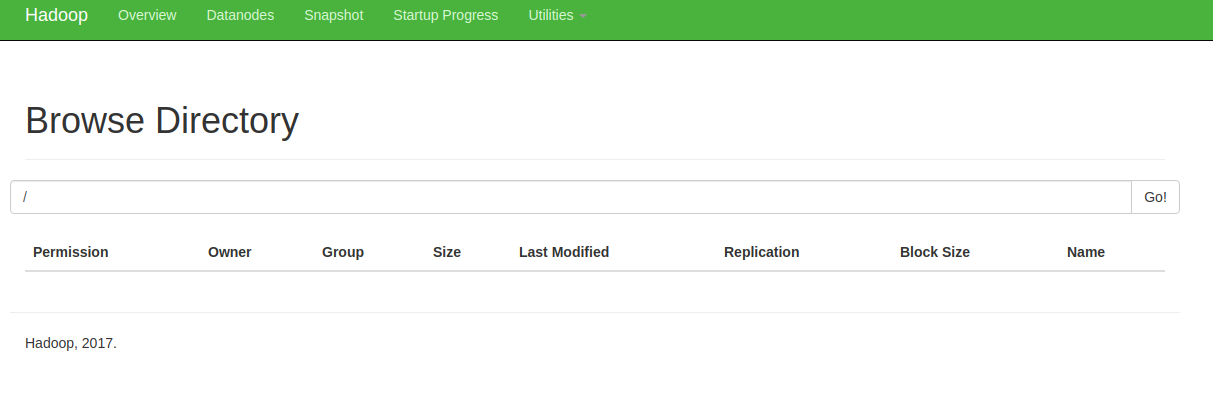 Hadoop Overview Datanodes Snapshot Startup Progress Utilities
Browse Directory
/ Go!
Permission Owner Group Size Last Modified Replication Block Size Name
Hadoop, 2017.